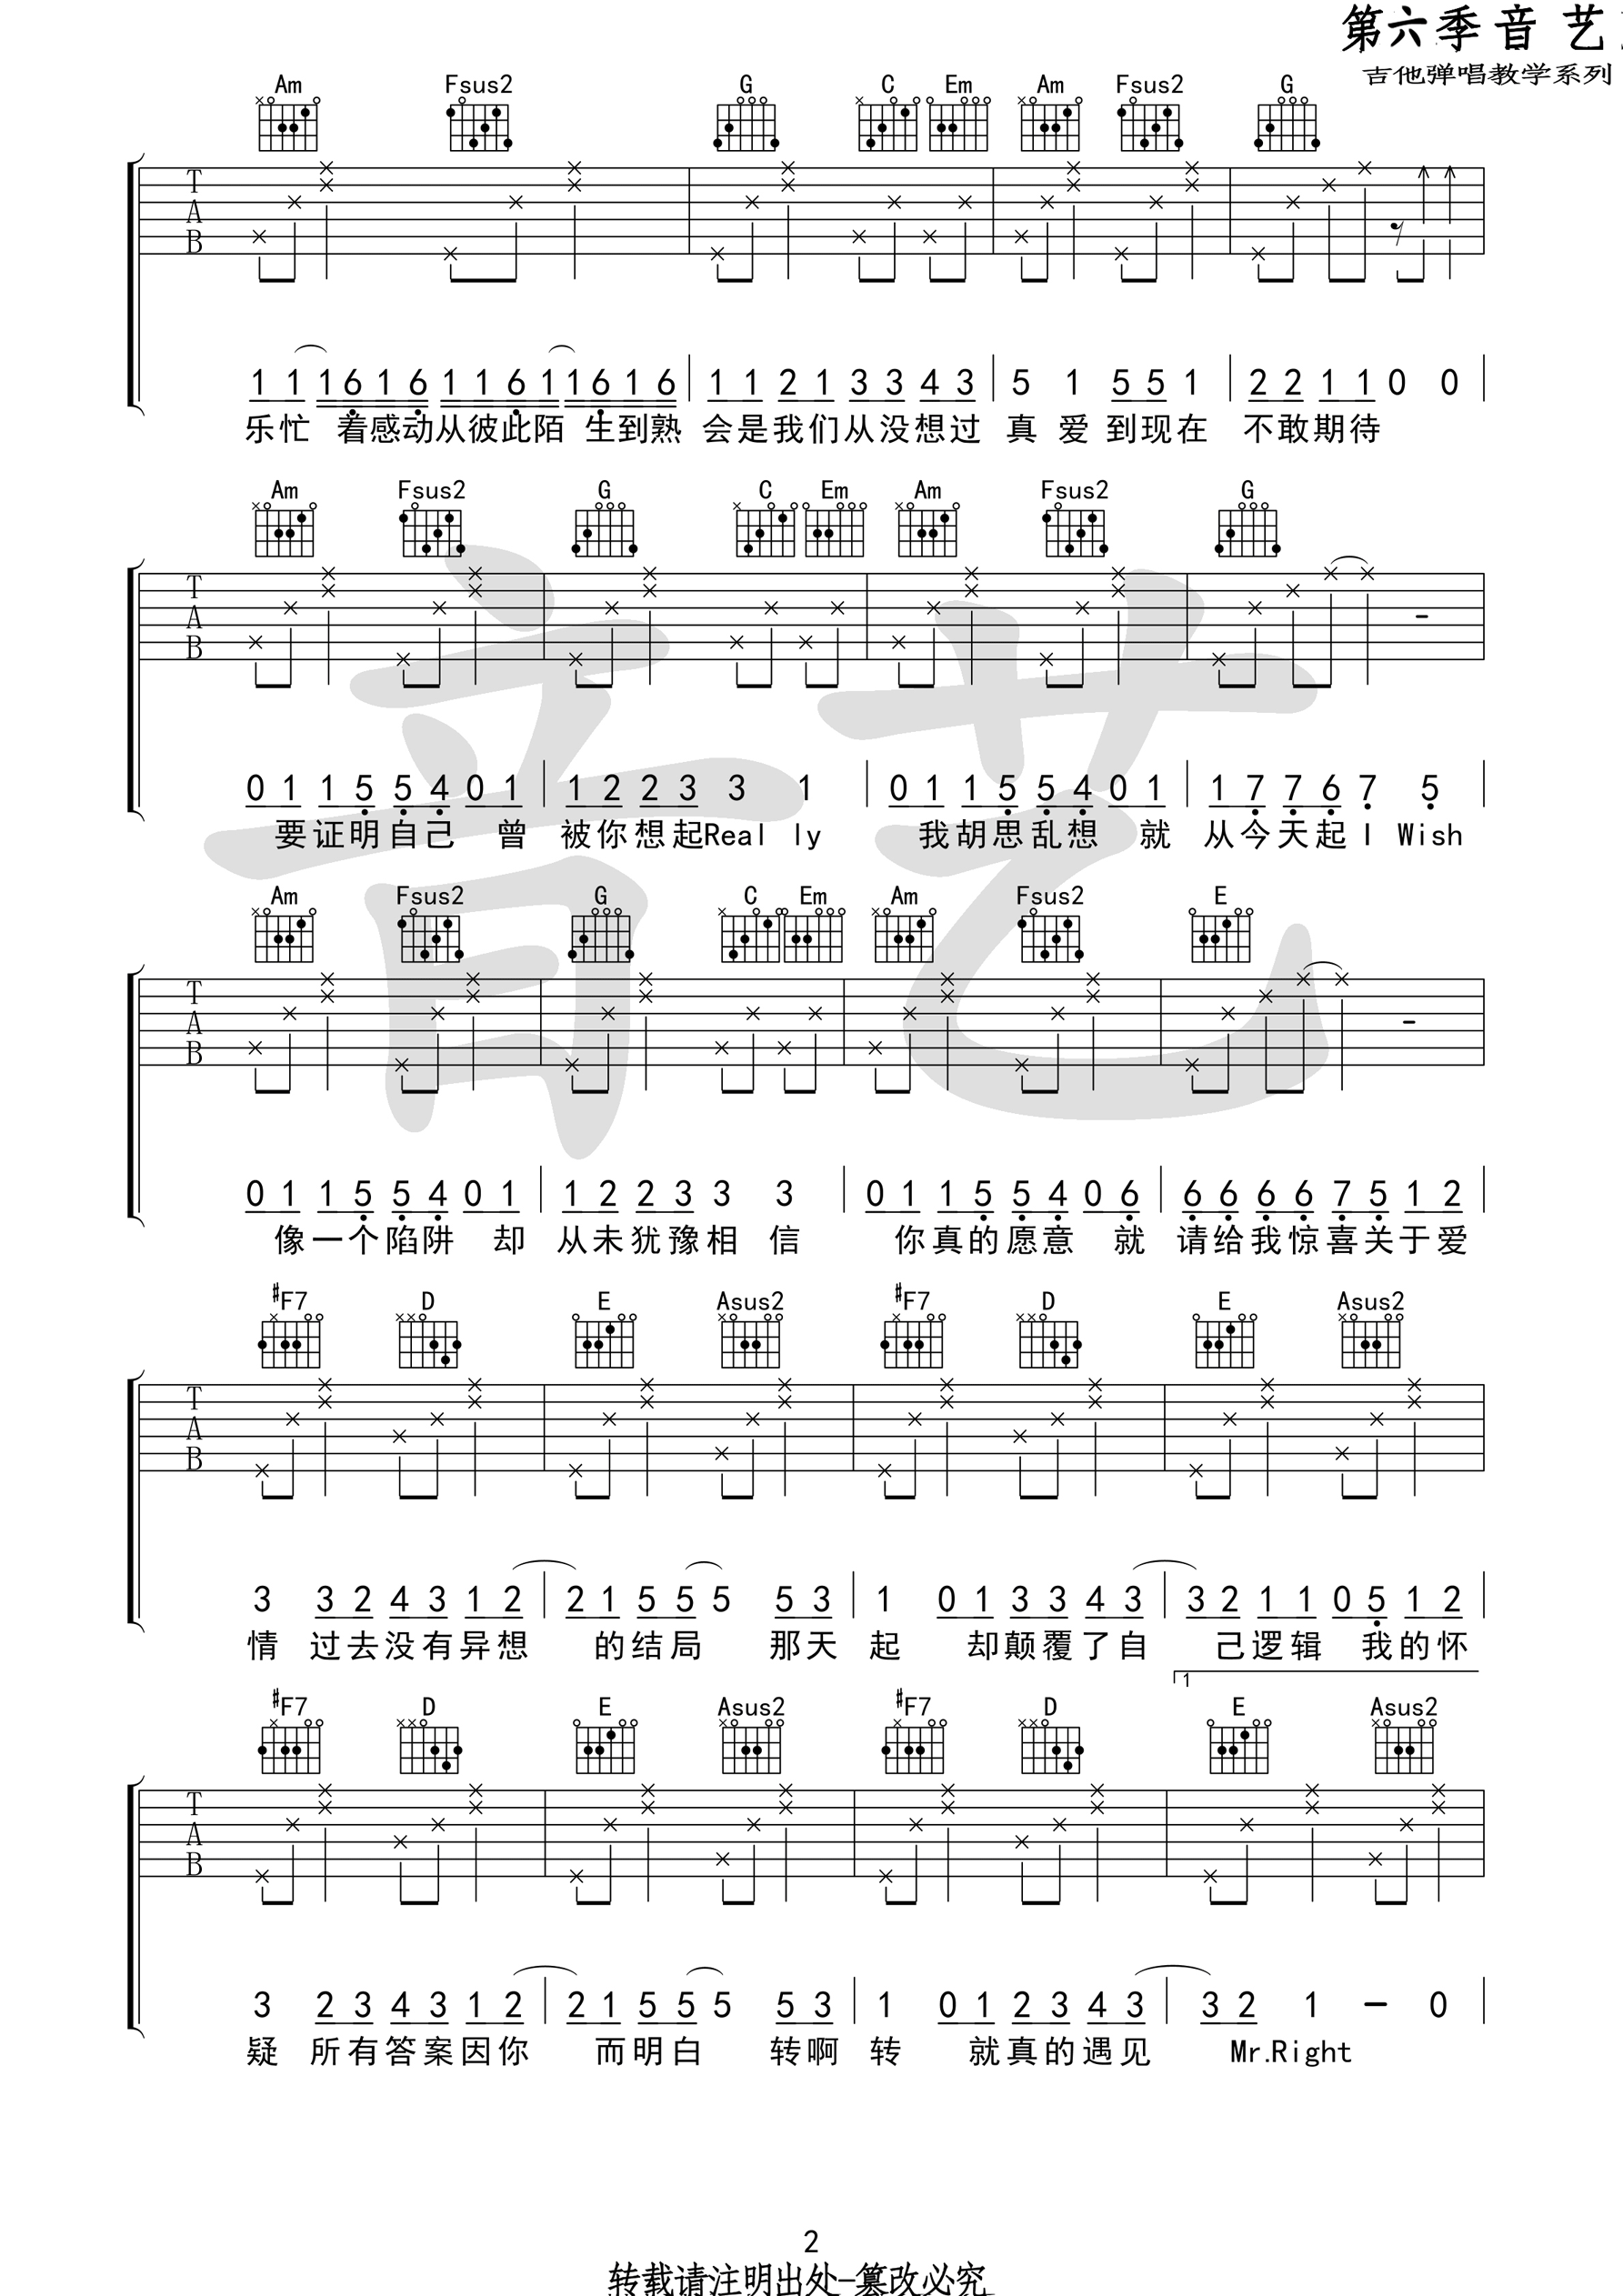 第六季音 艺
吉他弹唱教学系列
Am Fsus2 G C Em Am Fsus2 G
T
A
B
1 1 1 6 1 6 1 1 6 1 1 6 1 6 1 1 2 1 3 3 4 3 5 1 5 5 1 2 2 1 1 0 0
乐忙 着感动从彼此陌 生到熟 会是我们从没想过 真 爱 到现在 不敢期待
Am Fsus2 G C Em Am Fsus2 G
T
A
B
0 1 1 5 5 4 0 1 1 2 2 3 3 1 0 1 1 5 5 4 0 1 1 7 7 6 7 5
要证明自己 曾 被你想起Real ly 我胡思乱想 就 从今天起 I Wish
音艺
Am Fsus2 G C Em Am Fsus2 E
T
A
B
0 1 1 5 5 4 0 1 1 2 2 3 3 3 0 1 1 5 5 4 0 6 6 6 6 6 7 5 1 2
像一个陷阱 却 从未犹豫相 信 你真的愿意 就 请给我惊喜关于爱
#F7 D E Asus2 #F7 D E Asus2
T
A
B
3 3 2 4 3 1 2 2 1 5 5 5 5 3 1 0 1 3 3 4 3 3 2 1 1 0 5 1 2
情 过去没有异想 的结局 那天 起 却颠覆了自 己逻辑 我的怀
1
#F7 D E Asus2 #F7 D E Asus2
T
A
B
3 2 3 4 3 1 2 2 1 5 5 5 5 3 1 0 1 2 3 4 3 3 2 1 – 0
疑 所有答案因你 而明白 转啊 转 就真的遇见 Mr.Right
2
转载请注明出处-篡改必究